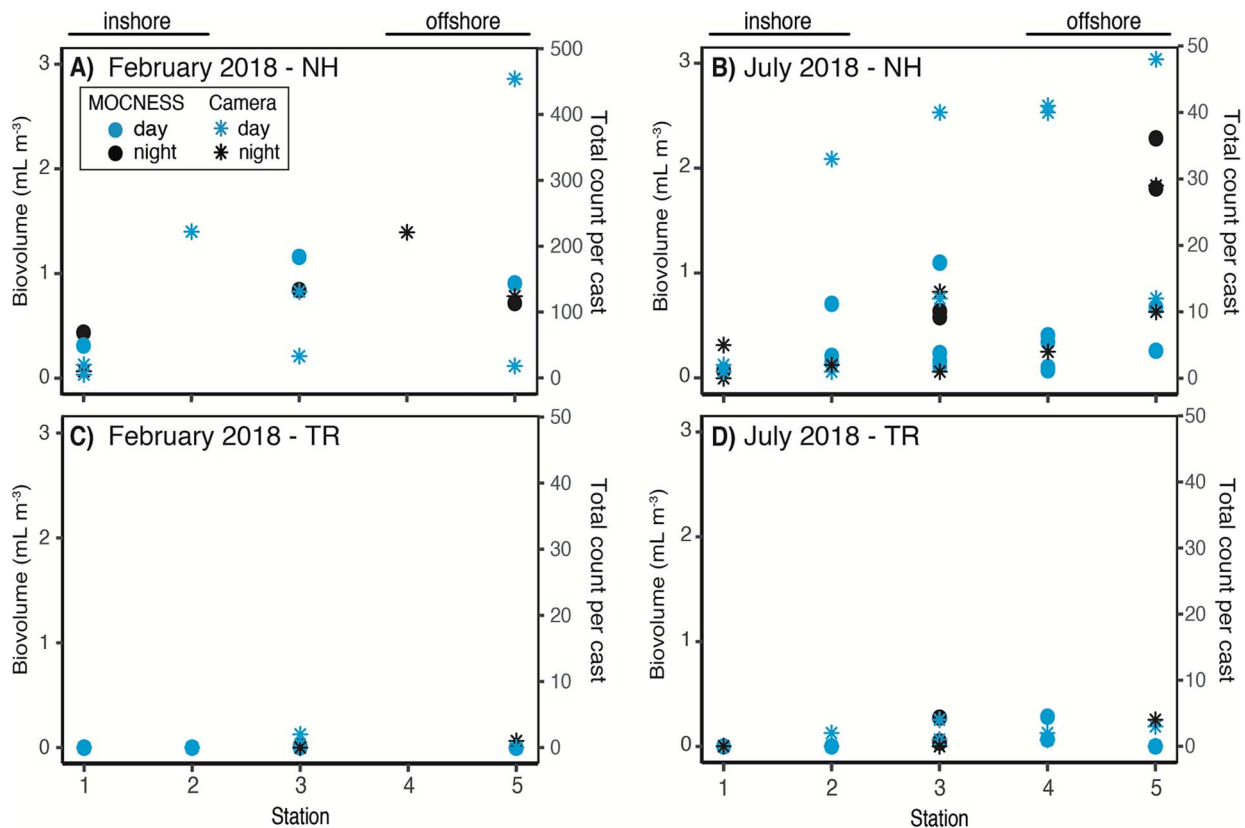 inshore
offshore
inshore
offshore
A) February 2018 - NH
MOCNESS
Camera
day
day
night
night
3
2
1
0
Biovolume (mL m⁻³)
500
400
300
200
100
0
Total count per cast
1
2
3
4
5
B) July 2018 - NH
3
2
1
0
Biovolume (mL m⁻³)
50
40
30
20
10
0
Total count per cast
C) February 2018 - TR
3
2
1
0
Biovolume (mL m⁻³)
50
40
30
20
10
0
Total count per cast
1
2
3
4
5
Station
D) July 2018 - TR
3
2
1
0
Biovolume (mL m⁻³)
50
40
30
20
10
0
Total count per cast
1
2
3
4
5
Station